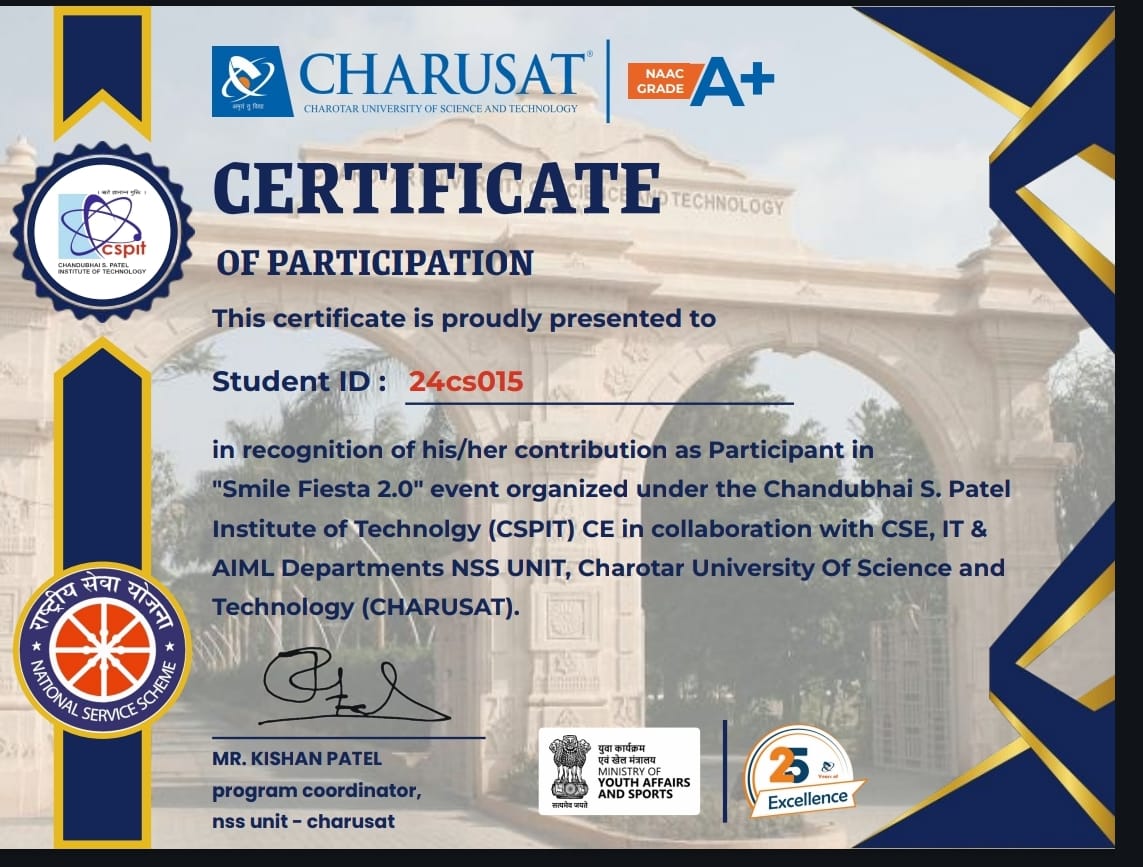 CHARUSAT®
CHAROTAR UNIVERSITY OF SCIENCE AND TECHNOLOGY
NAAC
GRADE A+
CERTIFICATE
OF PARTICIPATION
cspit
CHANDUBHAI S. PATEL
INSTITUTE OF TECHNOLOGY
This certificate is proudly presented to
Student ID : 24cs015
in recognition of his/her contribution as Participant in
"Smile Fiesta 2.0" event organized under the Chandubhai S. Patel
Institute of Technolgy (CSPIT) CE in collaboration with CSE, IT &
AIML Departments NSS UNIT, Charotar University Of Science and
Technology (CHARUSAT).
राष्ट्रीय सेवा योजना
NATIONAL SERVICE SCHEME
MR. KISHAN PATEL
program coordinator,
nss unit – charusat
युवा कार्यक्रम
एवं खेल मंत्रालय
MINISTRY OF
YOUTH AFFAIRS
AND SPORTS
सत्यमेव जयते
25
Years of
Excellence